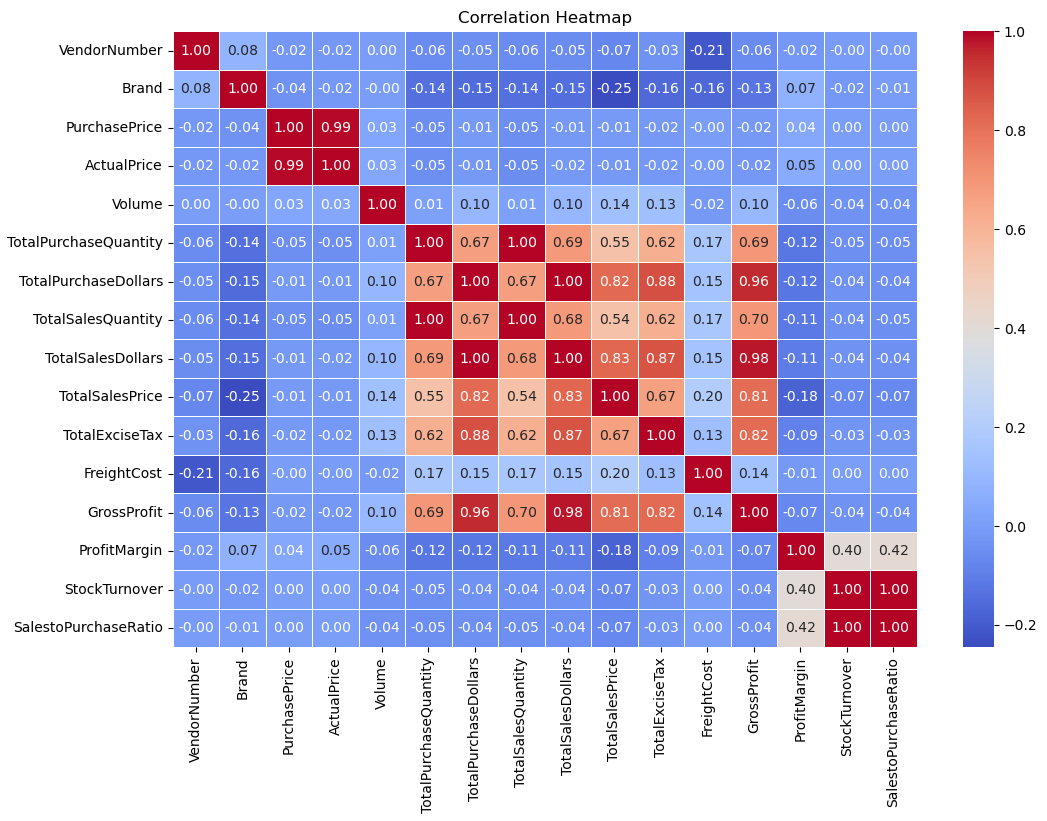 Correlation Heatmap
VendorNumber 1.00 0.08 -0.02 -0.02 0.00 -0.06 -0.05 -0.06 -0.05 -0.07 -0.03 -0.21 -0.06 -0.02 -0.00 -0.00
Brand 0.08 1.00 -0.04 -0.02 -0.00 -0.14 -0.15 -0.14 -0.15 -0.25 -0.16 -0.16 -0.13 0.07 -0.02 -0.01
PurchasePrice -0.02 -0.04 1.00 0.99 0.03 -0.05 -0.01 -0.05 -0.01 -0.01 -0.02 -0.00 -0.02 0.04 0.00 0.00
ActualPrice -0.02 -0.02 0.99 1.00 0.03 -0.05 -0.01 -0.05 -0.02 -0.01 -0.02 -0.00 -0.02 0.05 0.00 0.00
Volume 0.00 -0.00 0.03 0.03 1.00 0.01 0.10 0.01 0.10 0.14 0.13 -0.02 0.10 -0.06 -0.04 -0.04
TotalPurchaseQuantity -0.06 -0.14 -0.05 -0.05 0.01 1.00 0.67 1.00 0.69 0.55 0.62 0.17 0.69 -0.12 -0.05 -0.05
TotalPurchaseDollars -0.05 -0.15 -0.01 -0.01 0.10 0.67 1.00 0.67 1.00 0.82 0.88 0.15 0.96 -0.12 -0.04 -0.04
TotalSalesQuantity -0.06 -0.14 -0.05 -0.05 0.01 1.00 0.67 1.00 0.68 0.54 0.62 0.17 0.70 -0.11 -0.04 -0.05
TotalSalesDollars -0.05 -0.15 -0.01 -0.02 0.10 0.69 1.00 0.68 1.00 0.83 0.87 0.15 0.98 -0.11 -0.04 -0.04
TotalSalesPrice -0.07 -0.25 -0.01 -0.01 0.14 0.55 0.82 0.54 0.83 1.00 0.67 0.20 0.81 -0.18 -0.07 -0.07
TotalExciseTax -0.03 -0.16 -0.02 -0.02 0.13 0.62 0.88 0.62 0.87 0.67 1.00 0.13 0.82 -0.09 -0.03 -0.03
FreightCost -0.21 -0.16 -0.00 -0.00 -0.02 0.17 0.15 0.17 0.15 0.20 0.13 1.00 0.14 -0.01 0.00 0.00
GrossProfit -0.06 -0.13 -0.02 -0.02 0.10 0.69 0.96 0.70 0.98 0.81 0.82 0.14 1.00 -0.07 -0.04 -0.04
ProfitMargin -0.02 0.07 0.04 0.05 -0.06 -0.12 -0.12 -0.11 -0.11 -0.18 -0.09 -0.01 -0.07 1.00 0.40 0.42
StockTurnover -0.00 -0.02 0.00 0.00 -0.04 -0.05 -0.04 -0.04 -0.04 -0.07 -0.03 0.00 -0.04 0.40 1.00 1.00
SalestoPurchaseRatio -0.00 -0.01 0.00 0.00 -0.04 -0.05 -0.04 -0.05 -0.04 -0.07 -0.03 0.00 -0.04 0.42 1.00 1.00
VendorNumber
Brand
PurchasePrice
ActualPrice
Volume
TotalPurchaseQuantity
TotalPurchaseDollars
TotalSalesQuantity
TotalSalesDollars
TotalSalesPrice
TotalExciseTax
FreightCost
GrossProfit
ProfitMargin
StockTurnover
SalestoPurchaseRatio
1.0
0.8
0.6
0.4
0.2
0.0
−0.2